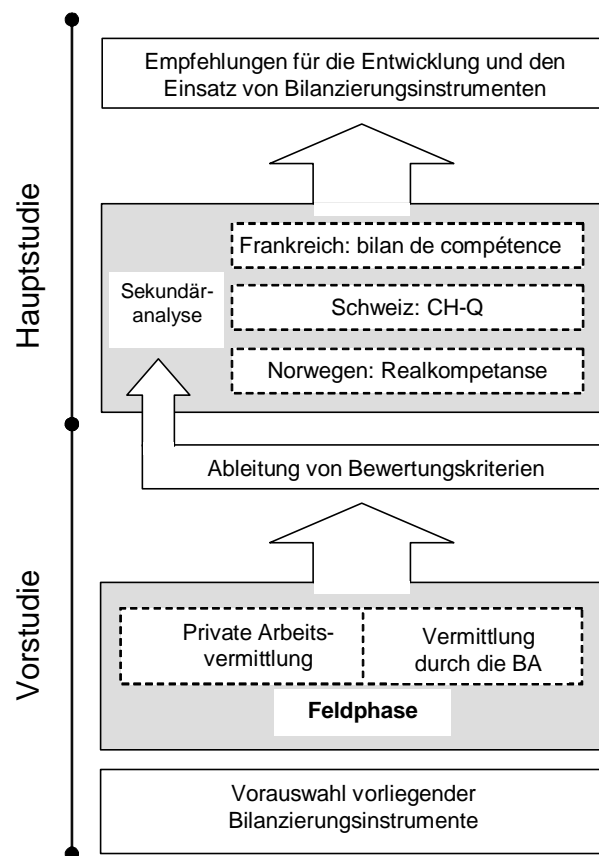 Hauptstudie
Empfehlungen für die Entwicklung und den
Einsatz von Bilanzierungsinstrumenten
Sekundär-
analyse
Frankreich: bilan de compétence
Schweiz: CH-Q
Norwegen: Realkompetanse
Ableitung von Bewertungskriterien
Vorstudie
Private Arbeits-
vermittlung
Vermittlung
durch die BA
Feldphase
Vorauswahl vorliegender
Bilanzierungsinstrumente